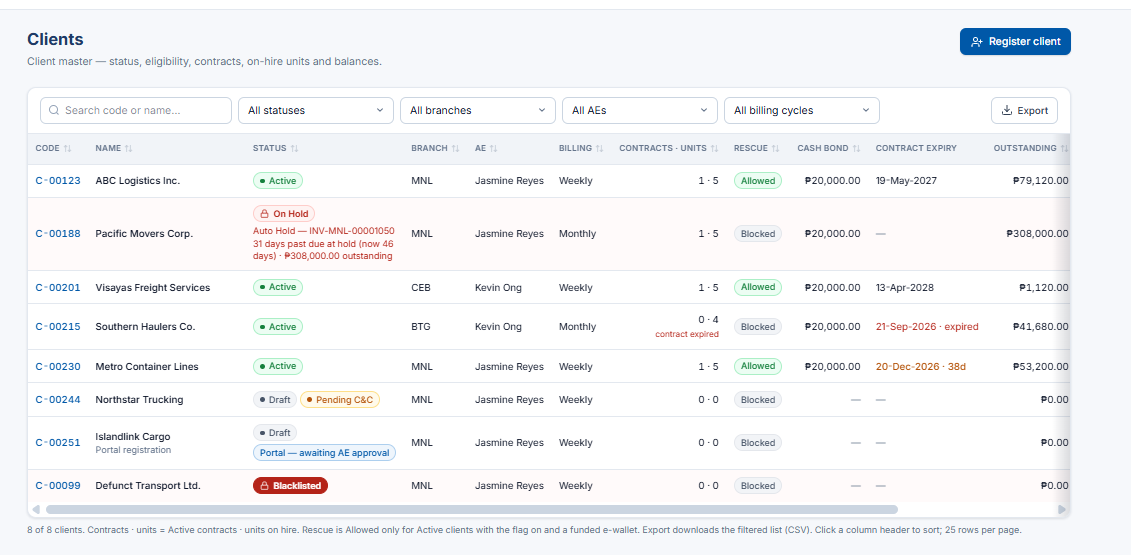 Clients
Register client
Client master — status, eligibility, contracts, on-hire units and balances.
Search code or name... All statuses All branches All AEs All billing cycles Export
CODE NAME STATUS BRANCH AE BILLING CONTRACTS · UNITS RESCUE CASH BOND CONTRACT EXPIRY OUTSTANDING
C-00123 ABC Logistics Inc. Active MNL Jasmine Reyes Weekly 1 · 5 Allowed ₱20,000.00 19-May-2027 ₱79,120.00
On Hold
C-00188 Pacific Movers Corp. Auto Hold — INV-MNL-00001050 MNL Jasmine Reyes Monthly 1 · 5 Blocked ₱20,000.00 — ₱308,000.00
31 days past due at hold (now 46
days) · ₱308,000.00 outstanding
C-00201 Visayas Freight Services Active CEB Kevin Ong Weekly 1 · 5 Allowed ₱20,000.00 13-Apr-2028 ₱1,120.00
C-00215 Southern Haulers Co. Active BTG Kevin Ong Monthly 0 · 4 Blocked ₱20,000.00 21-Sep-2026 · expired ₱41,680.00
contract expired
C-00230 Metro Container Lines Active MNL Jasmine Reyes Weekly 1 · 5 Allowed ₱20,000.00 20-Dec-2026 · 38d ₱53,200.00
C-00244 Northstar Trucking Draft Pending C&C MNL Jasmine Reyes Weekly 0 · 0 Blocked — — ₱0.00
C-00251 Islandlink Cargo Draft MNL Jasmine Reyes Weekly 0 · 0 Blocked — — ₱0.00
Portal registration Portal — awaiting AE approval
C-00099 Defunct Transport Ltd. Blacklisted MNL Jasmine Reyes Weekly 0 · 0 Blocked — — ₱0.00
8 of 8 clients. Contracts · units = Active contracts · units on hire. Rescue is Allowed only for Active clients with the flag on and a funded e-wallet. Export downloads the filtered list (CSV). Click a column header to sort; 25 rows per page.